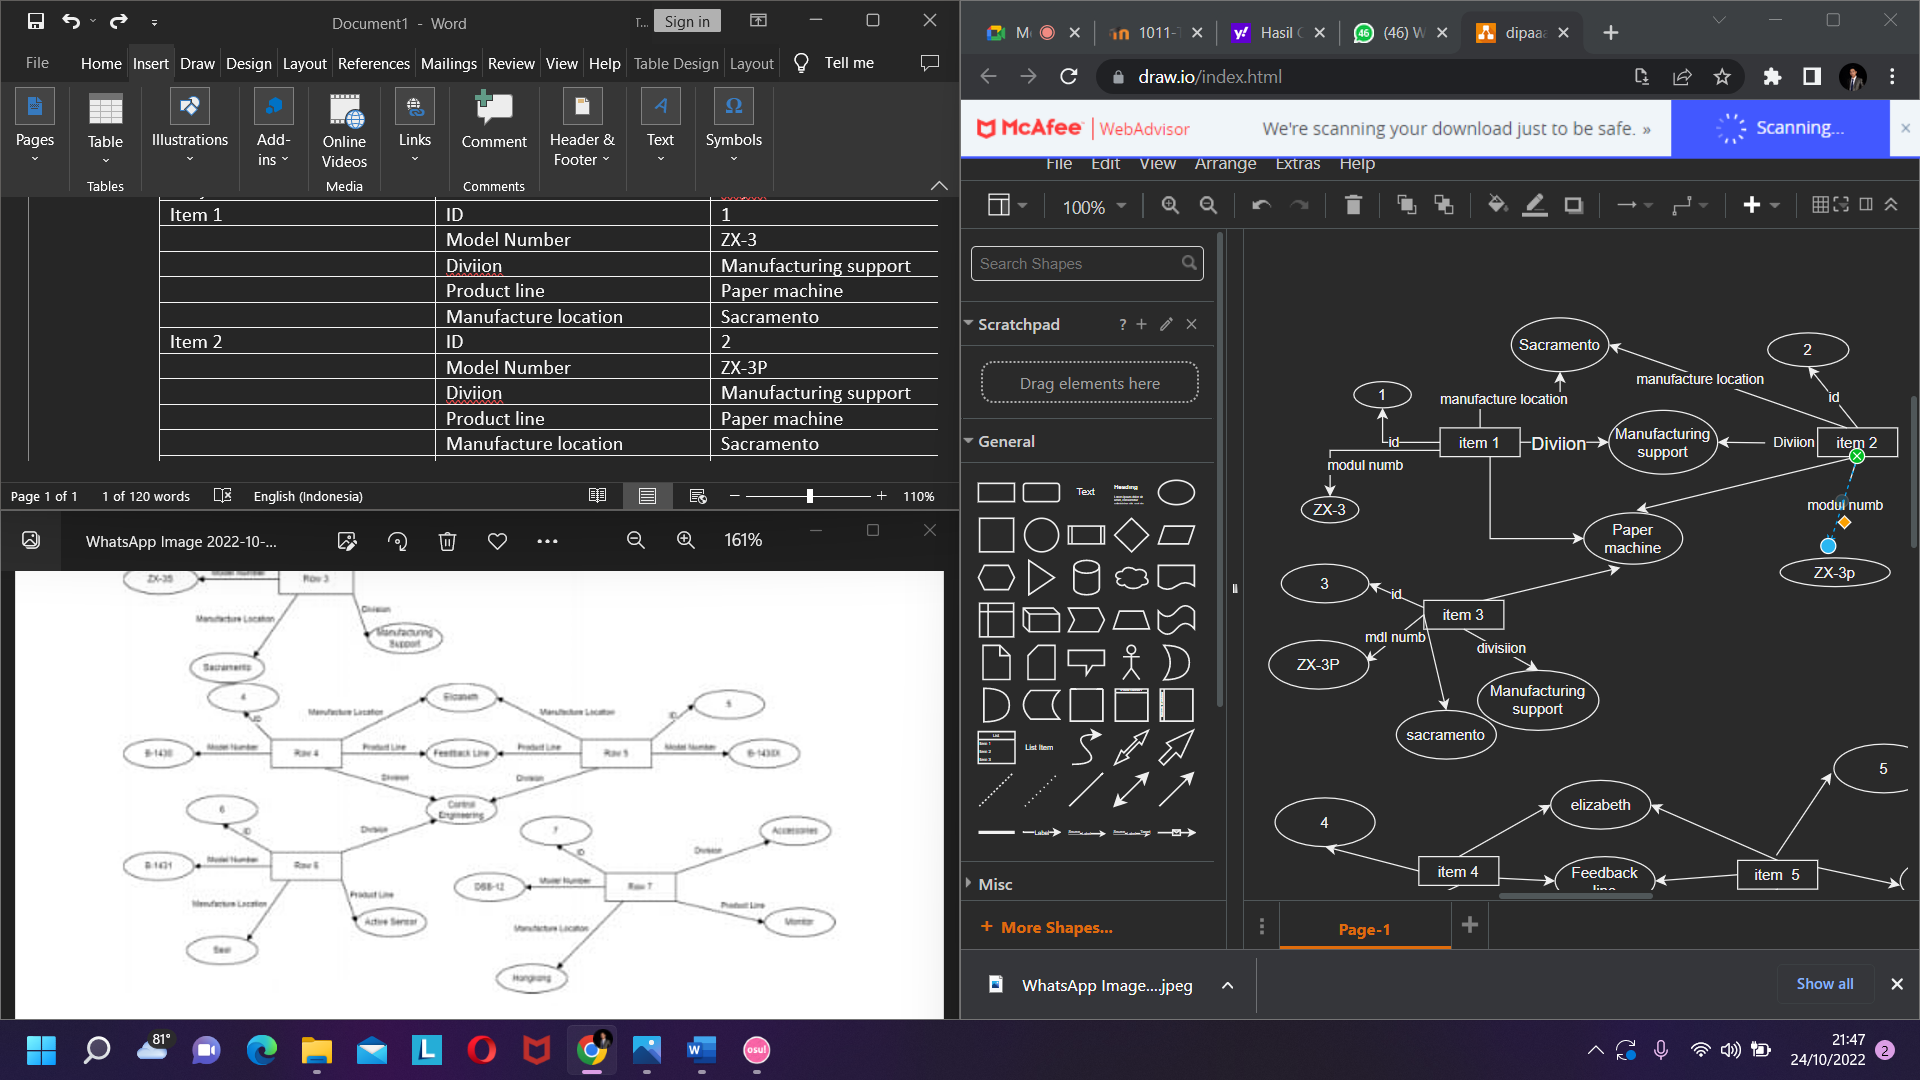 Document1 - Word
T...
Sign in
File
Home
Insert
Draw
Design
Layout
References
Mailings
Review
View
Help
Table Design
Layout
Tell me
Pages
Table
Illustrations
Add-
ins
Online
Videos
Links
Comment
Header &
Footer
Text
Symbols
Tables
Media
Comments
Item 1 ID 1
Model Number ZX-3
Diviion Manufacturing support
Product line Paper machine
Manufacture location Sacramento
Item 2 ID 2
Model Number ZX-3P
Diviion Manufacturing support
Product line Paper machine
Manufacture location Sacramento
Page 1 of 1
1 of 120 words
English (Indonesia)
110%
WhatsApp Image 2022-10-...
161%
ZX-3S
Model Number
Row 3
Manufacture Location
Division
Manufacturing
Support
Sacramento
4
Elizabeth
5
ID
Manufacture Location
Manufacture Location
ID
B-1430
Model Number
Row 4
Product Line
Feedback Line
Product Line
Row 5
Model Number
B-1430X
Division
Division
6
Control
Engineering
ID
Division
7
Accessories
B-1431
Model Number
Row 6
ID
Division
DSB-12
Model Number
Row 7
Manufacture Location
Product Line
Active Sensor
Product Line
Monitor
Seal
Manufacture Location
Hongkong
1011-
Hasil
(46) W
dipaaa
draw.io/index.html
McAfee | WebAdvisor
We're scanning your download just to be safe. »
Scanning...
File
Edit
View
Arrange
Extras
Help
100%
Search Shapes
Scratchpad
?
Drag elements here
General
Text
Heading
List
List Item
Label
Misc
+ More Shapes...
Sacramento
2
manufacture location
1
manufacture location
id
id
item 1
Diviion
Manufacturing
support
Diviion
item 2
modul numb
modul numb
ZX-3
Paper
machine
ZX-3p
3
id
item 3
mdl numb
divisiion
ZX-3P
Manufacturing
support
sacramento
5
elizabeth
4
item 4
Feedback
line
item 5
Page-1
WhatsApp Image....jpeg
Show all
81°
L
osu!
21:47
24/10/2022
2